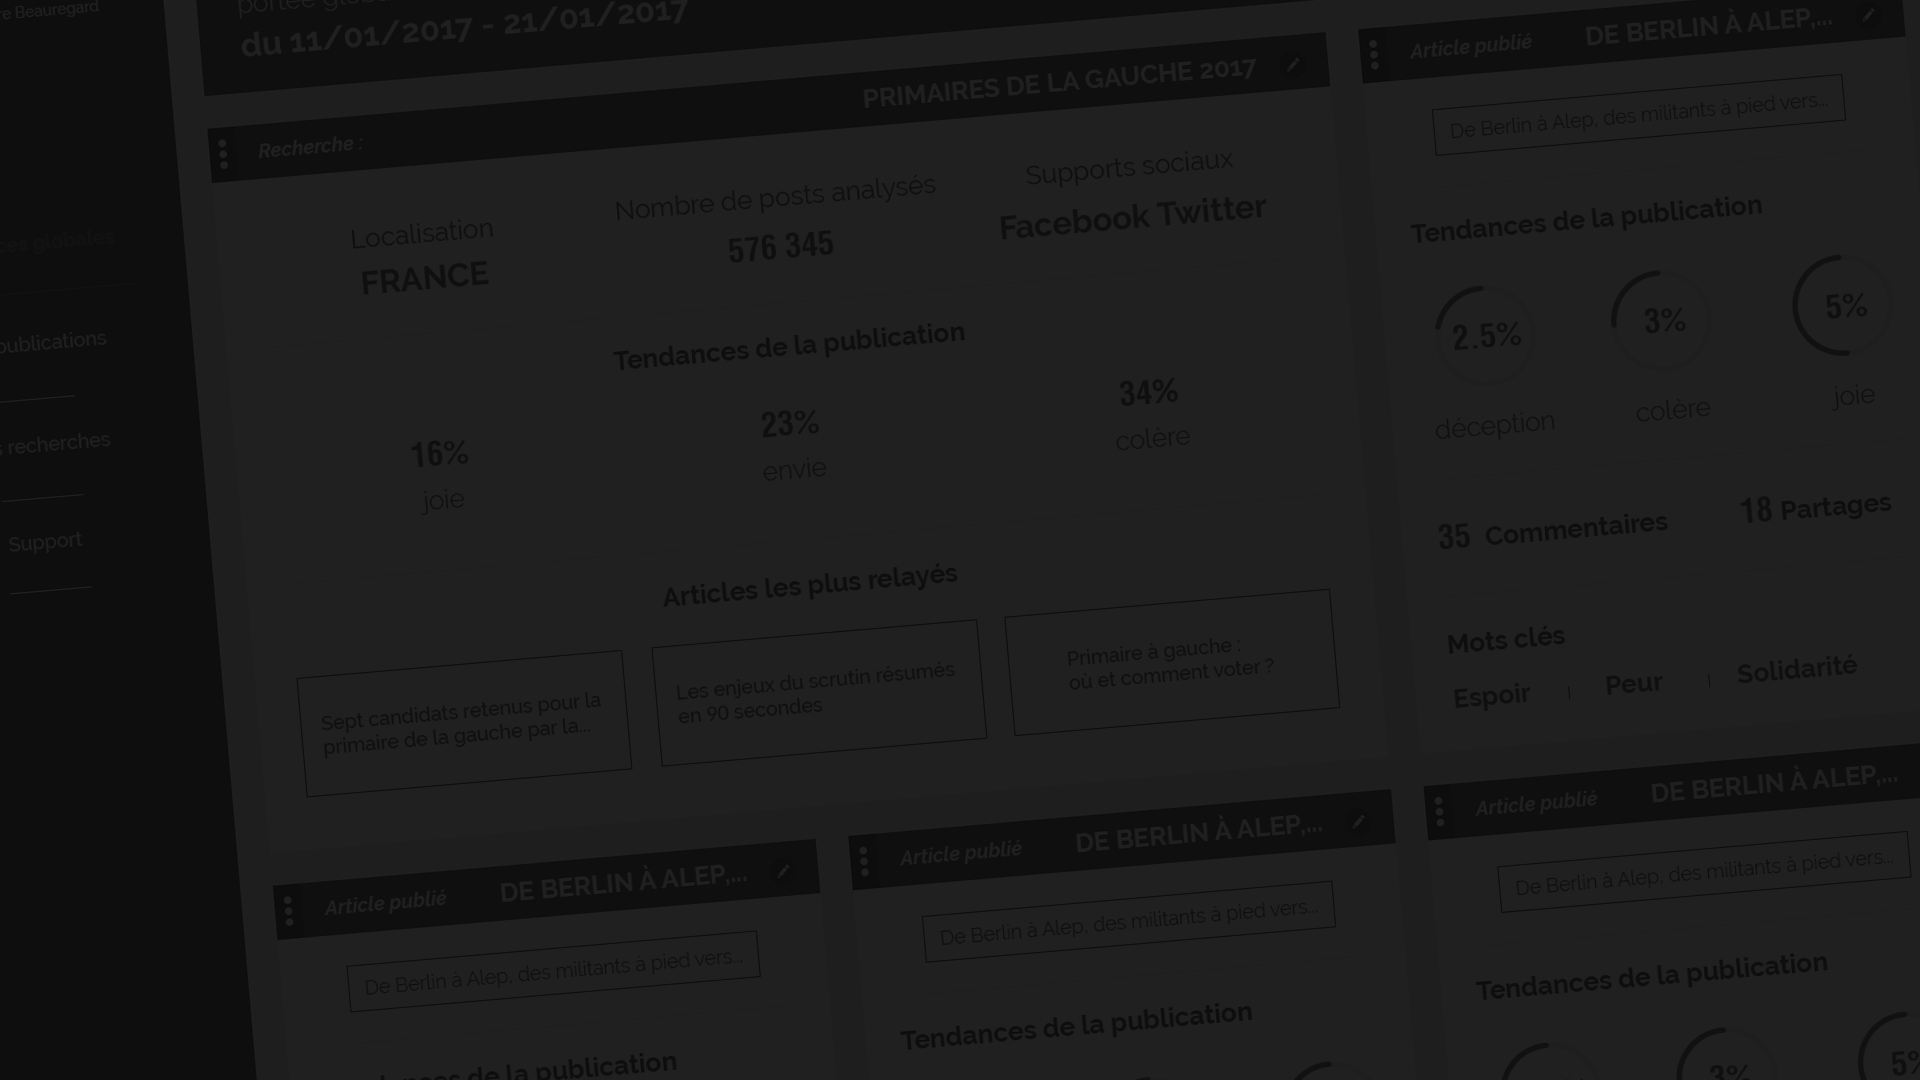 re Beauregard
ces globales
publications
s recherches
Support
portée
du 11/01/2017 - 21/01/2017
Recherche :
PRIMAIRES DE LA GAUCHE 2017
Localisation
FRANCE
Nombre de posts analysés
576 345
Supports sociaux
Facebook Twitter
Tendances de la publication
16%
joie
23%
envie
34%
colère
Articles les plus relayés
Sept candidats retenus pour la
primaire de la gauche par la...
Les enjeux du scrutin résumés
en 90 secondes
Primaire à gauche :
où et comment voter ?
Article publié
DE BERLIN À ALEP,...
De Berlin à Alep, des militants à pied vers...
Tendances de la publication
2.5%
déception
3%
colère
5%
joie
35 Commentaires
18 Partages
Mots clés
Espoir
Peur
Solidarité
Article publié
DE BERLIN À ALEP,...
De Berlin à Alep, des militants à pied vers...
dances de la publication
Article publié
DE BERLIN À ALEP,...
De Berlin à Alep, des militants à pied vers...
Tendances de la publication
Article publié
DE BERLIN À ALEP,...
De Berlin à Alep, des militants à pied vers...
Tendances de la publication
3%
5%